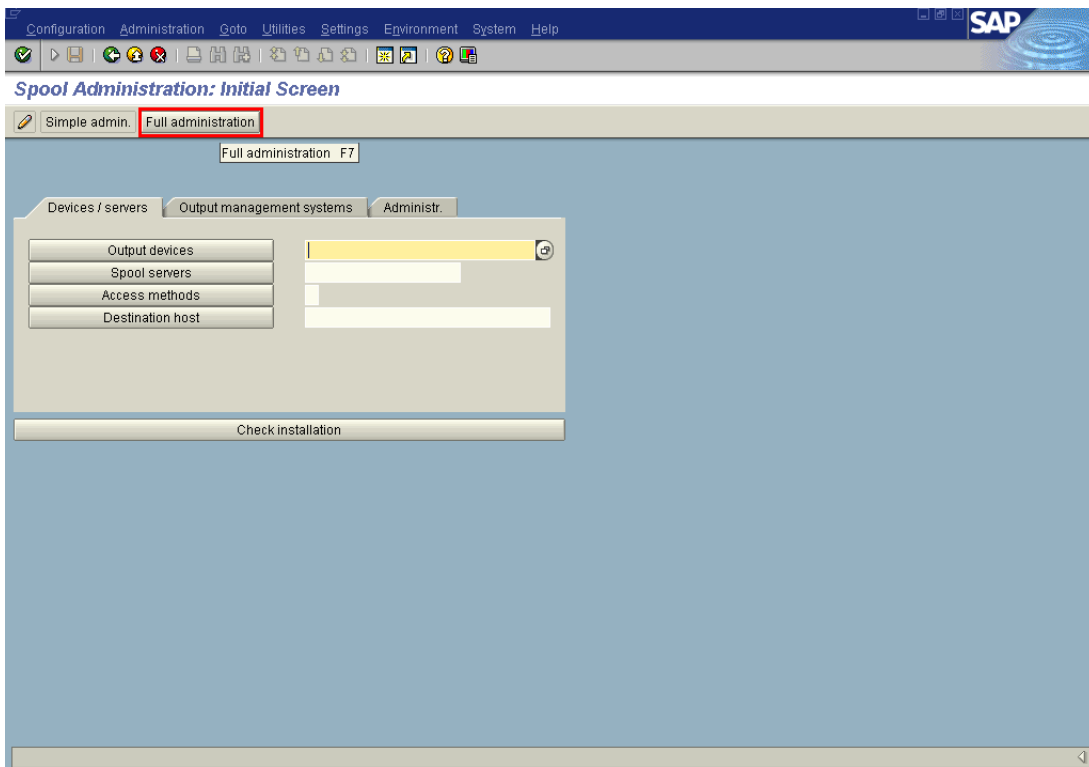 Configuration Administration Goto Utilities Settings Environment System Help
SAP
Spool Administration: Initial Screen
Simple admin. Full administration
Full administration F7
Devices / servers Output management systems Administr.
Output devices
Spool servers
Access methods
Destination host
Check installation